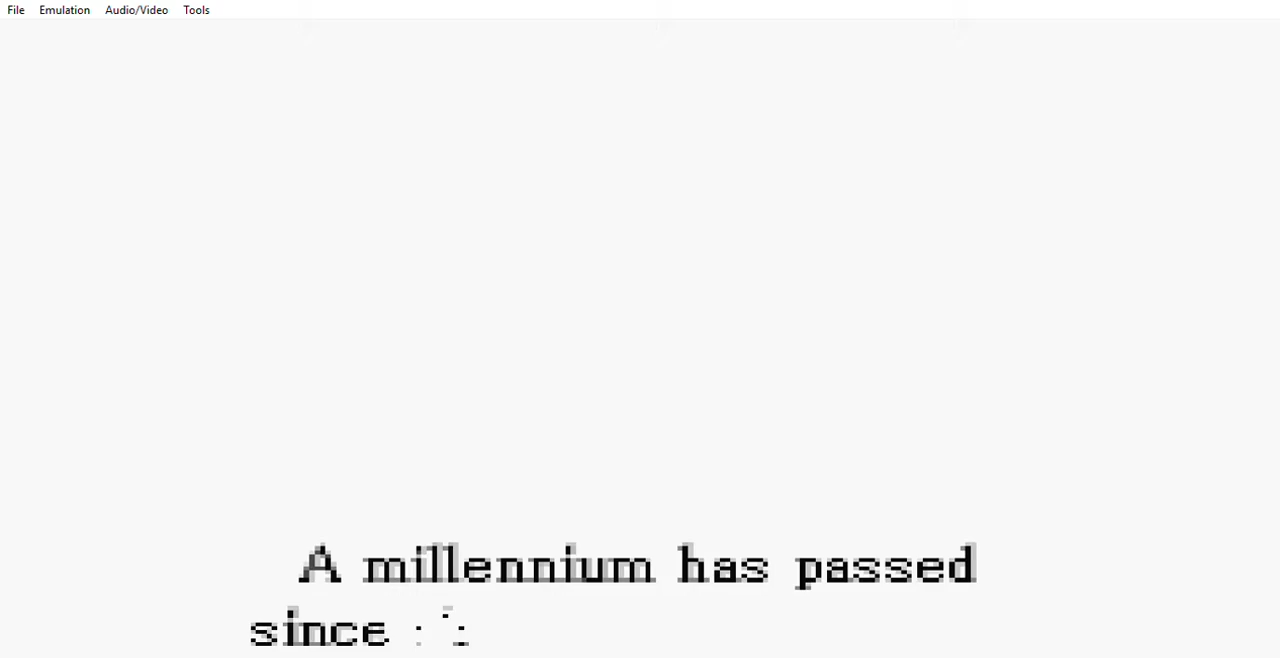 File Emulation Audio/Video Tools
A millennium has passed
since